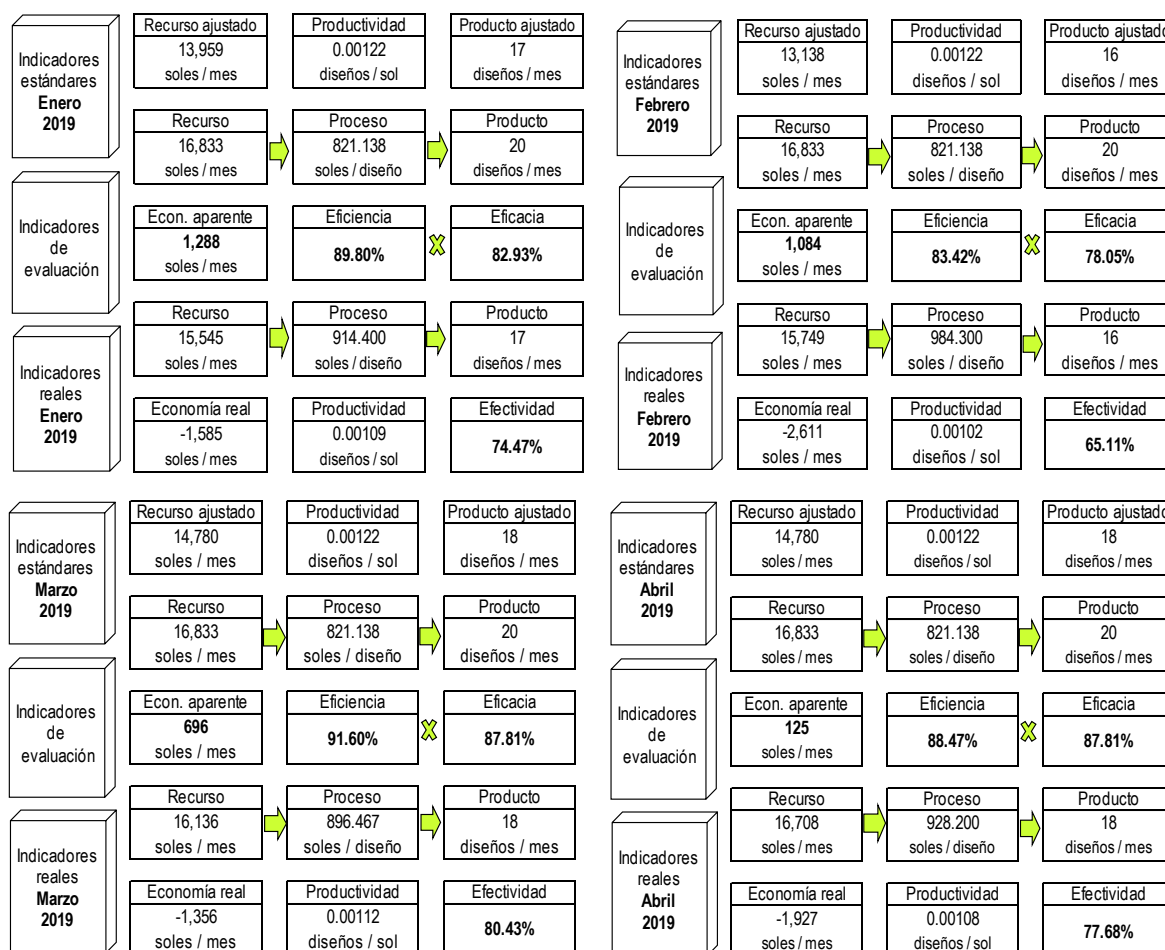 Indicadores
estándares
Enero
2019
Recurso ajustado
13,959
soles / mes
Productividad
0.00122
diseños / sol
Producto ajustado
17
diseños / mes
Recurso
16,833
soles / mes
Proceso
821.138
soles / diseño
Producto
20
diseños / mes
Indicadores
de
evaluación
Econ. aparente
1,288
soles / mes
Eficiencia
89.80%
X
Eficacia
82.93%
Indicadores
reales
Enero
2019
Recurso
15,545
soles / mes
Proceso
914.400
soles / diseño
Producto
17
diseños / mes
Economía real
-1,585
soles / mes
Productividad
0.00109
diseños / sol
Efectividad
74.47%
Indicadores
estándares
Febrero
2019
Recurso ajustado
13,138
soles / mes
Productividad
0.00122
diseños / sol
Producto ajustado
16
diseños / mes
Recurso
16,833
soles / mes
Proceso
821.138
soles / diseño
Producto
20
diseños / mes
Indicadores
de
evaluación
Econ. aparente
1,084
soles / mes
Eficiencia
83.42%
X
Eficacia
78.05%
Indicadores
reales
Febrero
2019
Recurso
15,749
soles / mes
Proceso
984.300
soles / diseño
Producto
16
diseños / mes
Economía real
-2,611
soles / mes
Productividad
0.00102
diseños / sol
Efectividad
65.11%
Indicadores
estándares
Marzo
2019
Recurso ajustado
14,780
soles / mes
Productividad
0.00122
diseños / sol
Producto ajustado
18
diseños / mes
Recurso
16,833
soles / mes
Proceso
821.138
soles / diseño
Producto
20
diseños / mes
Indicadores
de
evaluación
Econ. aparente
696
soles / mes
Eficiencia
91.60%
X
Eficacia
87.81%
Indicadores
reales
Marzo
2019
Recurso
16,136
soles / mes
Proceso
896.467
soles / diseño
Producto
18
diseños / mes
Economía real
-1,356
soles / mes
Productividad
0.00112
diseños / sol
Efectividad
80.43%
Indicadores
estándares
Abril
2019
Recurso ajustado
14,780
soles / mes
Productividad
0.00122
diseños / sol
Producto ajustado
18
diseños / mes
Recurso
16,833
soles / mes
Proceso
821.138
soles / diseño
Producto
20
diseños / mes
Indicadores
de
evaluación
Econ. aparente
125
soles / mes
Eficiencia
88.47%
X
Eficacia
87.81%
Indicadores
reales
Abril
2019
Recurso
16,708
soles / mes
Proceso
928.200
soles / diseño
Producto
18
diseños / mes
Economía real
-1,927
soles / mes
Productividad
0.00108
diseños / sol
Efectividad
77.68%